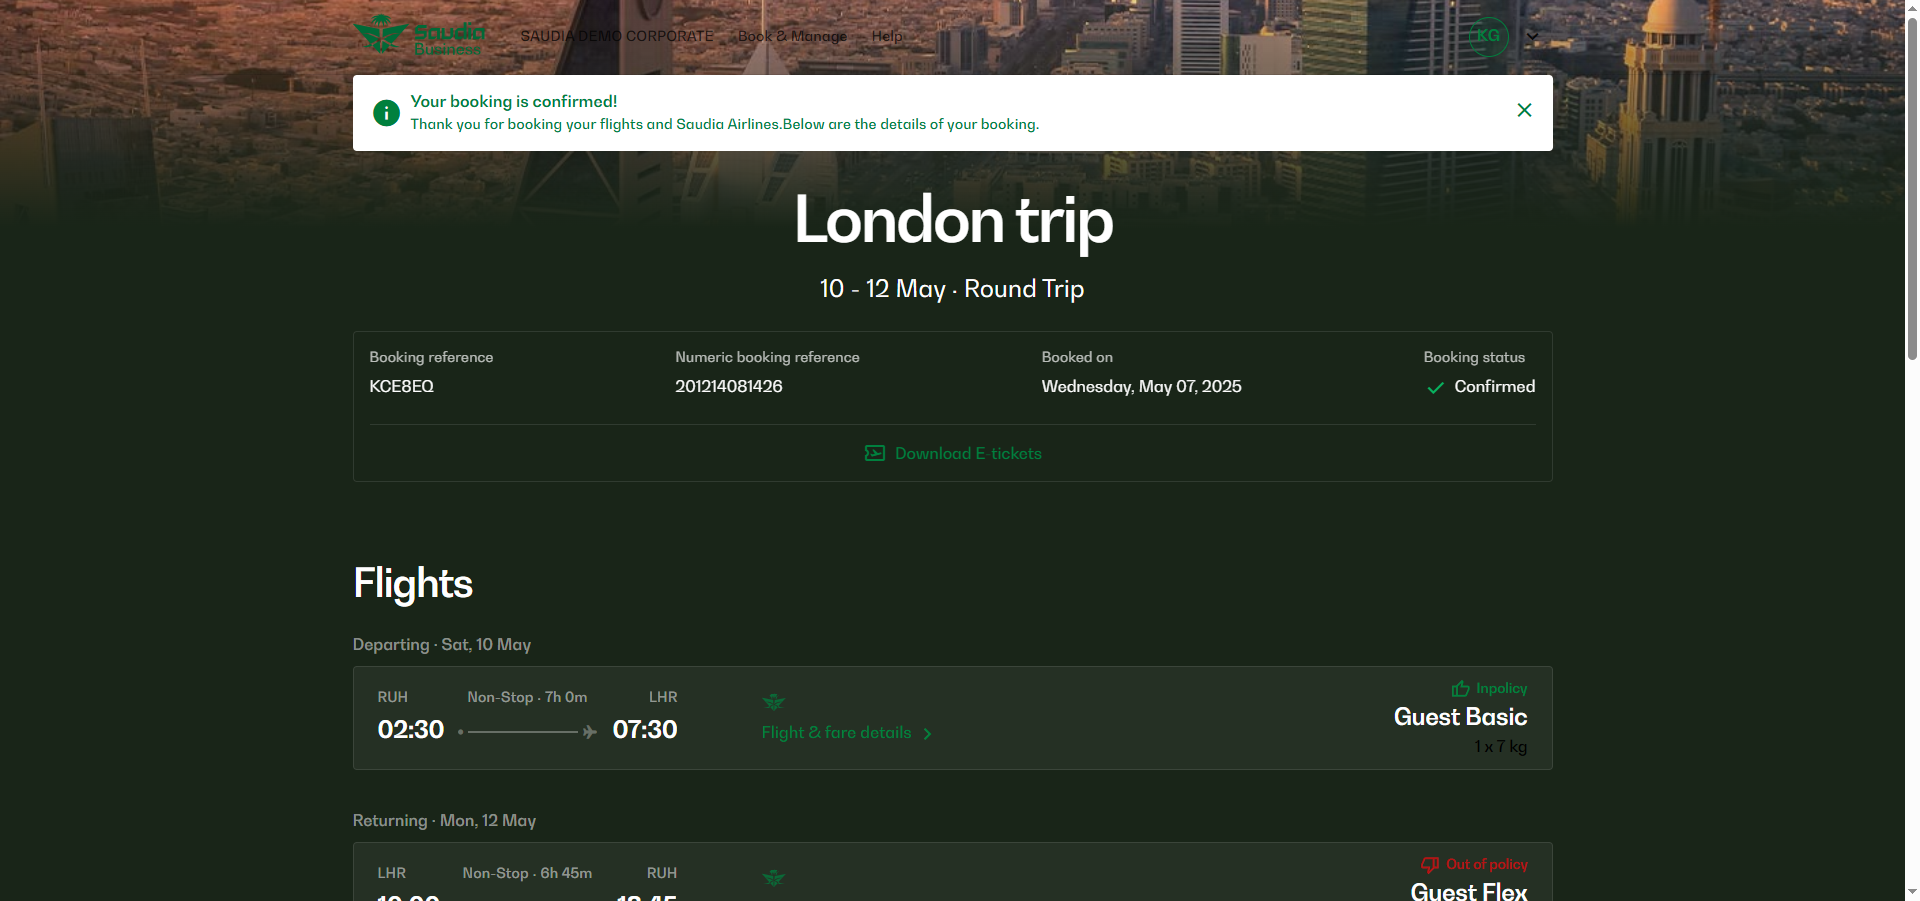 Saudia
Business
SAUDIA DEMO CORPORATE
Book & Manage
Help
KG
Your booking is confirmed!
Thank you for booking your flights and Saudia Airlines.Below are the details of your booking.
London trip
10 - 12 May · Round Trip
Booking reference
KCE8EQ
Numeric booking reference
201214081426
Booked on
Wednesday, May 07, 2025
Booking status
Confirmed
Download E-tickets
Flights
Departing · Sat, 10 May
RUH
Non-Stop · 7h 0m
LHR
02:30
07:30
Flight & fare details
Inpolicy
Guest Basic
1 x 7 kg
Returning · Mon, 12 May
LHR
Non-Stop · 6h 45m
RUH
Out of policy
Guest Flex